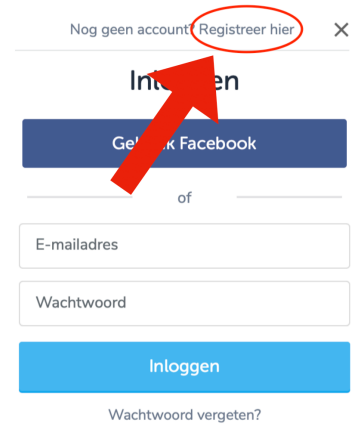 Nog geen account? Registreer hier
of
E-mailadres
Wachtwoord
Inloggen
Wachtwoord vergeten?
Facebook